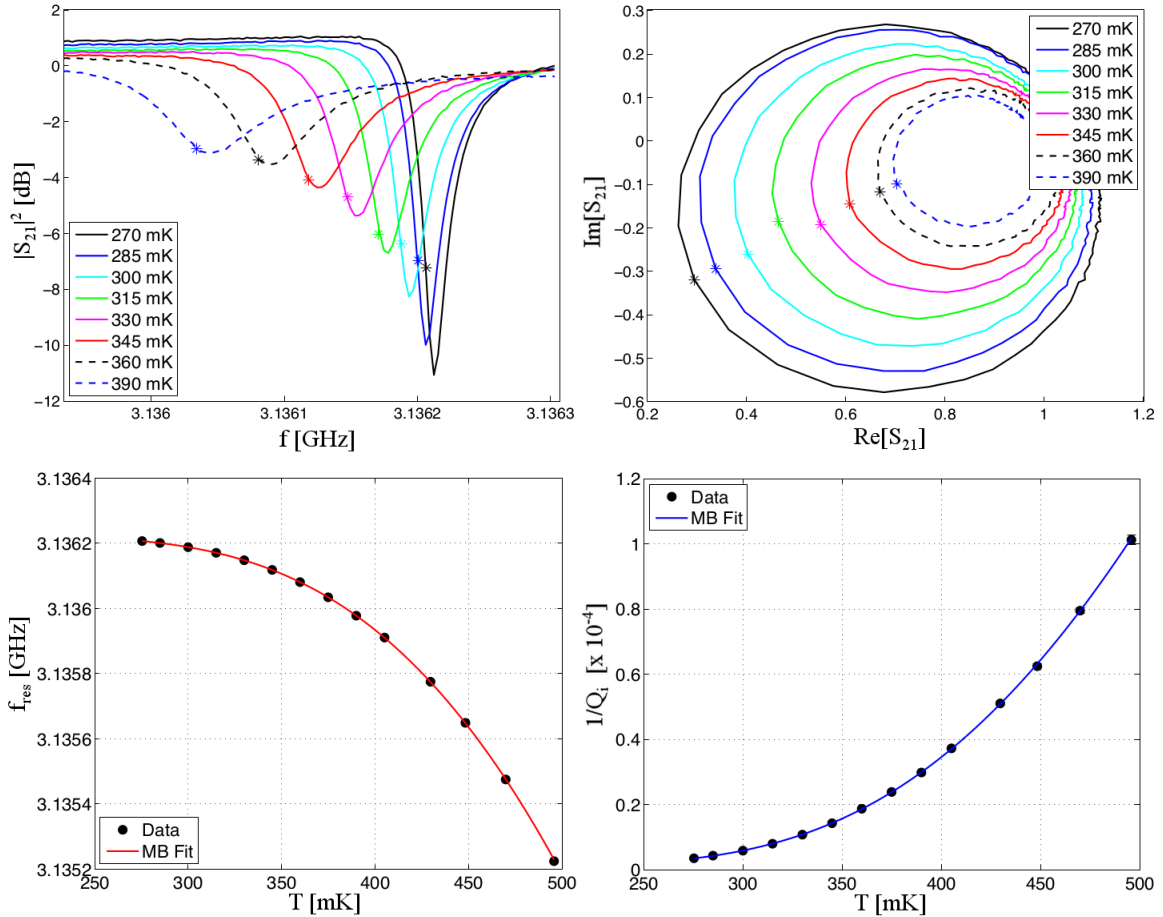 |S21|² [dB]
2
0
−2
−4
−6
−8
−10
−12
270 mK
285 mK
300 mK
315 mK
330 mK
345 mK
360 mK
390 mK
3.136
3.1361
3.1362
3.1363
f [GHz]
Im[S21]
0.3
0.2
0.1
0
−0.1
−0.2
−0.3
−0.4
−0.5
−0.6
270 mK
285 mK
300 mK
315 mK
330 mK
345 mK
360 mK
390 mK
0.2
0.4
0.6
0.8
1
1.2
Re[S21]
fres [GHz]
3.1364
3.1362
3.136
3.1358
3.1356
3.1354
3.1352
Data
MB Fit
250
300
350
400
450
500
T [mK]
1/Qi [x 10-4]
1.2
1
0.8
0.6
0.4
0.2
0
Data
MB Fit
250
300
350
400
450
500
T [mK]